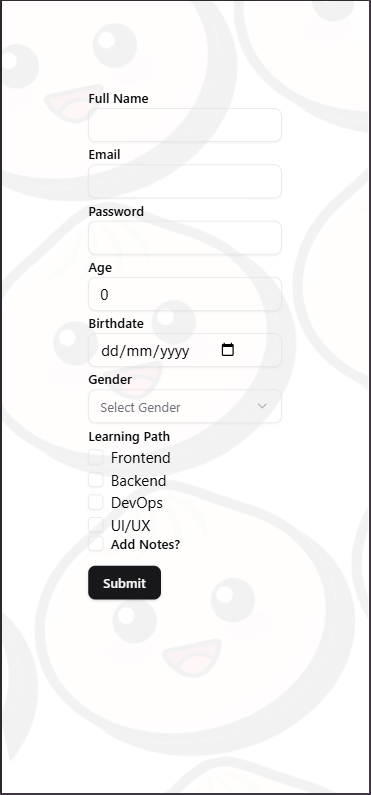 Full Name
Email
Password
Age
0
Birthdate
dd/mm/yyyy
Gender
Select Gender
Learning Path
Frontend
Backend
DevOps
UI/UX
Add Notes?
Submit